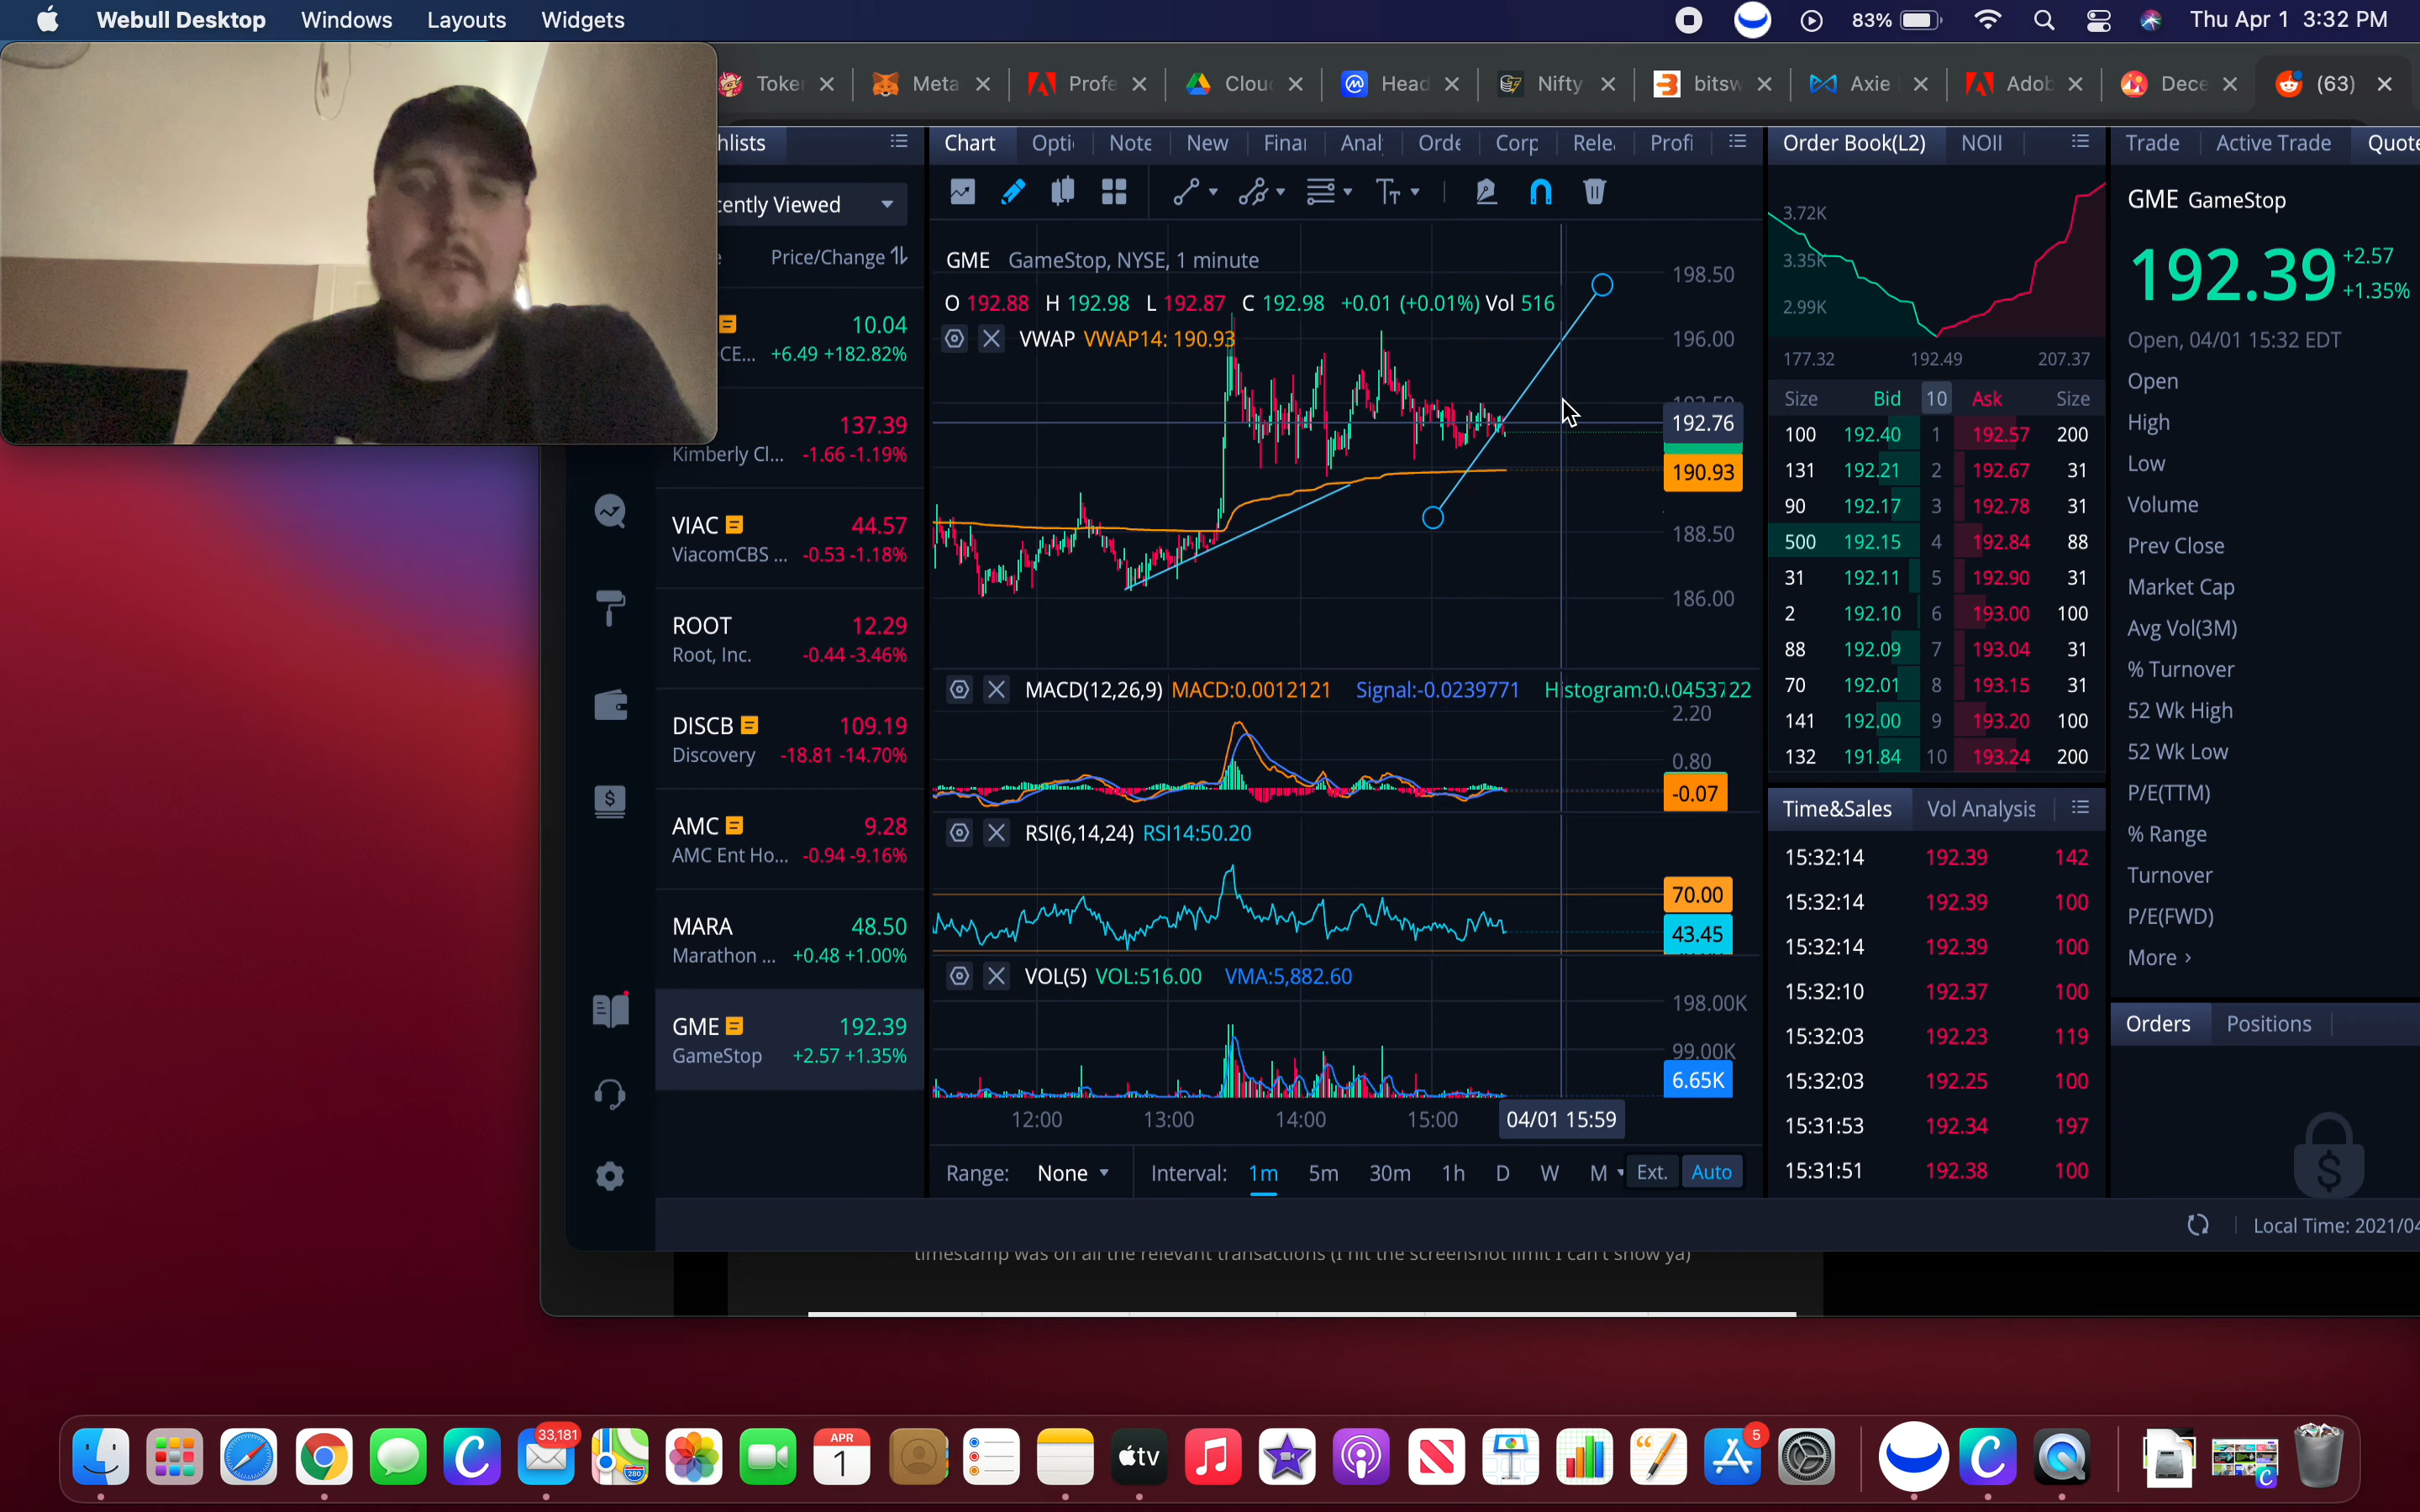 Webull Desktop Windows Layouts Widgets 83% Thu Apr 1 3:32 PM
Toker Meta Profe Clou Head Nifty bitsw Axie Adob Dece (63)
hlists
cently Viewed
Price/Change
10.04
CE... +6.49 +182.82%
137.39
Kimberly Cl... -1.66 -1.19%
VIAC 44.57
ViacomCBS ... -0.53 -1.18%
ROOT 12.29
Root, Inc. -0.44 -3.46%
DISCB 109.19
Discovery -18.81 -14.70%
AMC 9.28
AMC Ent Ho... -0.94 -9.16%
MARA 48.50
Marathon ... +0.48 +1.00%
GME 192.39
GameStop +2.57 +1.35%
Chart Opti Note New Finar Anal Orde Corp Rele Profi
GME GameStop, NYSE, 1 minute
O 192.88 H 192.98 L 192.87 C 192.98 +0.01 (+0.01%) Vol 516
VWAP VWAP14: 190.93
198.50
196.00
192.76
190.93
188.50
186.00
MACD(12,26,9) MACD:0.0012121 Signal:-0.0239771
2.20
0.80
-0.07
RSI(6,14,24) RSI14:50.20
70.00
43.45
VOL(5) VOL:516.00 VMA:5,882.60
198.00K
99.00K
6.65K
12:00 13:00 14:00 15:00 04/01 15:59
Range: None Interval: 1m 5m 30m 1h D W M Ext. Auto
Order Book(L2) NOII
3.72K
3.35K
2.99K
177.32 192.49 207.37
Size Bid 10 Ask Size
100 192.40 1 192.57 200
131 192.21 2 192.67 31
90 192.17 3 192.78 31
500 192.15 4 192.84 88
31 192.11 5 192.90 31
2 192.10 6 193.00 100
88 192.09 7 193.04 31
70 192.01 8 193.15 31
141 192.00 9 193.20 100
132 191.84 10 193.24 200
Time&Sales Vol Analysis
15:32:14 192.39 142
15:32:14 192.39 100
15:32:14 192.39 100
15:32:10 192.37 100
15:32:03 192.23 119
15:32:03 192.25 100
15:31:53 192.34 197
15:31:51 192.38 100
Trade Active Trade Quote
GME GameStop
192.39 +2.57 +1.35%
Open, 04/01 15:32 EDT
Open
High
Low
Volume
Prev Close
Market Cap
Avg Vol(3M)
% Turnover
52 Wk High
52 Wk Low
P/E(TTM)
% Range
Turnover
P/E(FWD)
More ›
Orders Positions
Local Time: 2021/04
timestamp was on all the relevant transactions (I hit the screenshot limit I can't show ya)
33,181
APR
1
280
tv
5